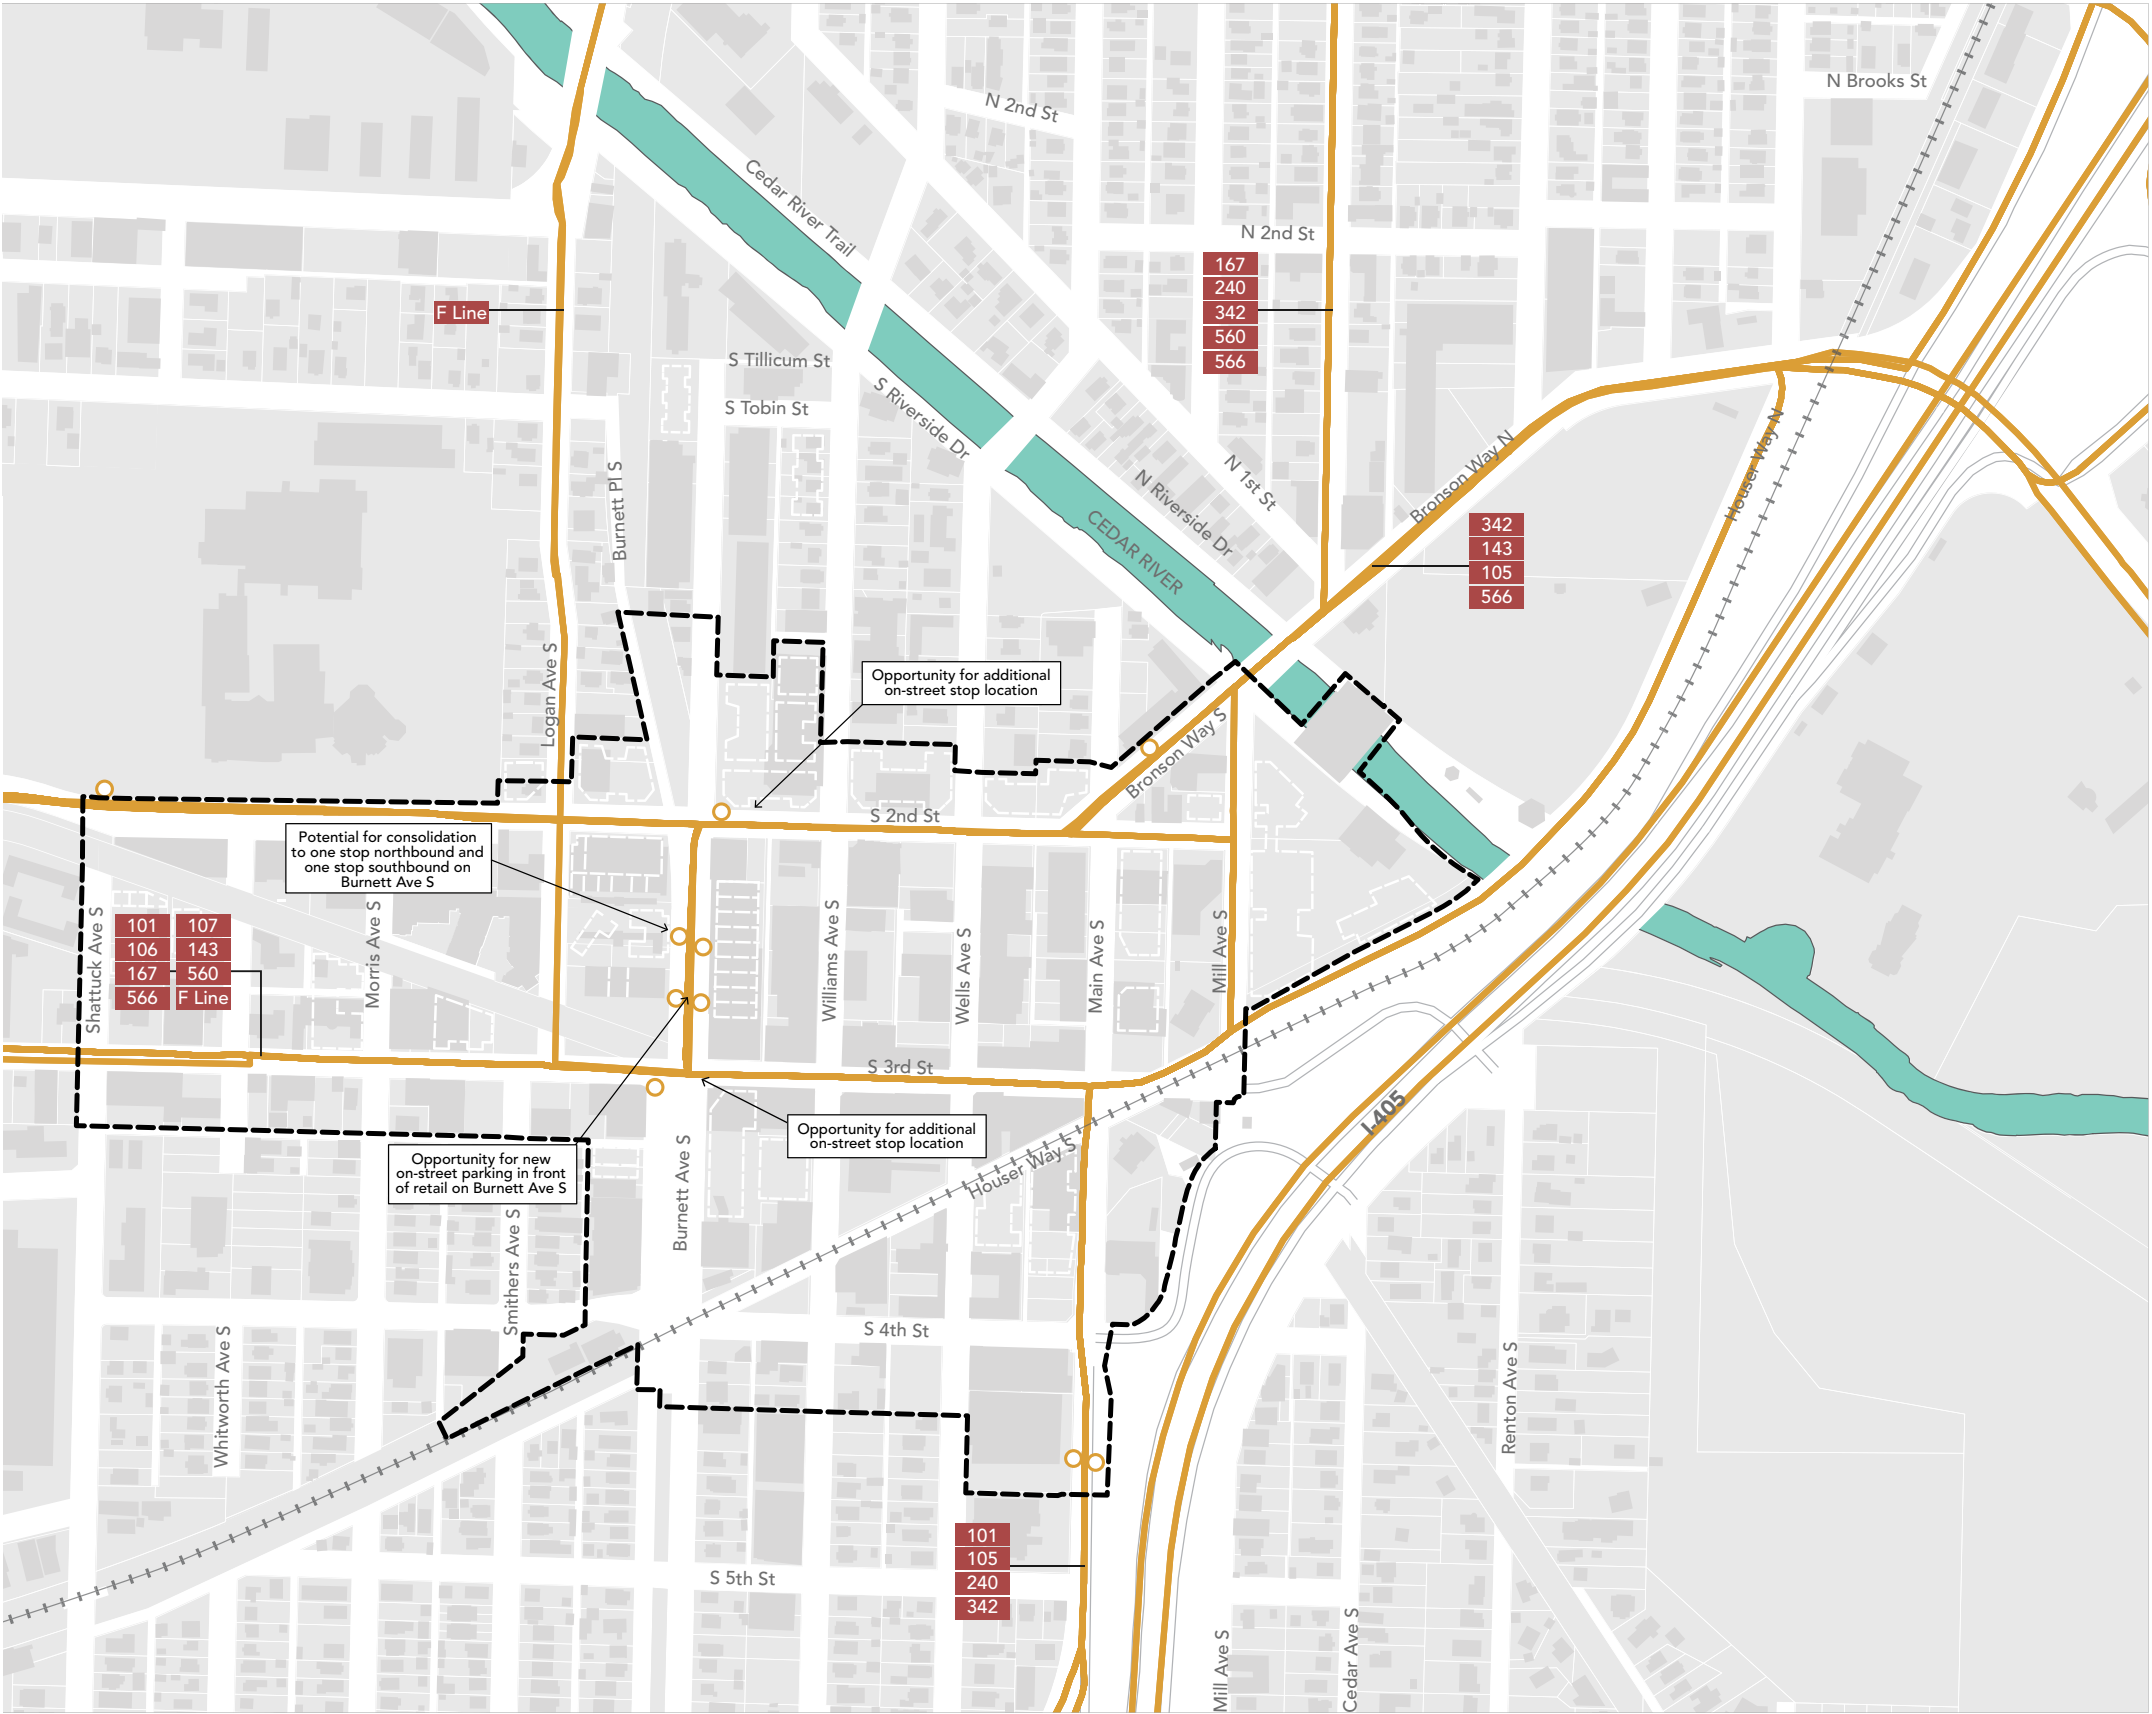 N Brooks St
N 2nd St
Cedar River Trail
N 2nd St
167
240
342
560
566
F Line
S Tillicum St
S Tobin St
S Riverside Dr
N 1st St
N Riverside Dr
CEDAR RIVER
Bronson Way N
Houser Way N
Burnett Pl S
342
143
105
566
Logan Ave S
Opportunity for additional
on-street stop location
Bronson Way S
S 2nd St
Potential for consolidation
to one stop northbound and
one stop southbound on
Burnett Ave S
Shattuck Ave S
101 107
106 143
167 560
566 F Line
Morris Ave S
Williams Ave S
Wells Ave S
Main Ave S
Mill Ave S
S 3rd St
I-405
Opportunity for additional
on-street stop location
Opportunity for new
on-street parking in front
of retail on Burnett Ave S
Houser Way S
Burnett Ave S
Smithers Ave S
Whitworth Ave S
S 4th St
Renton Ave S
101
105
240
342
S 5th St
Mill Ave S
Cedar Ave S